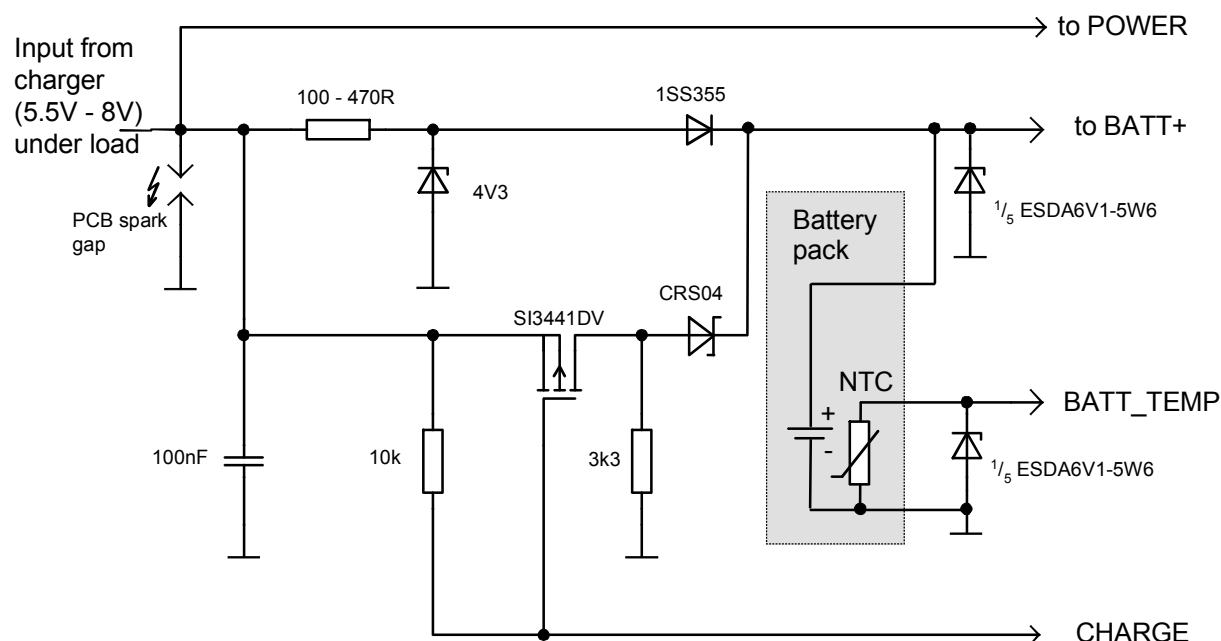 to POWER
Input from
charger
(5.5V - 8V)
under load
100 - 470R
1SS355
to BATT+
PCB spark
gap
4V3
1/5 ESDA6V1-5W6
Battery
pack
SI3441DV
CRS04
NTC
BATT_TEMP
+
-
100nF
10k
3k3
1/5 ESDA6V1-5W6
CHARGE